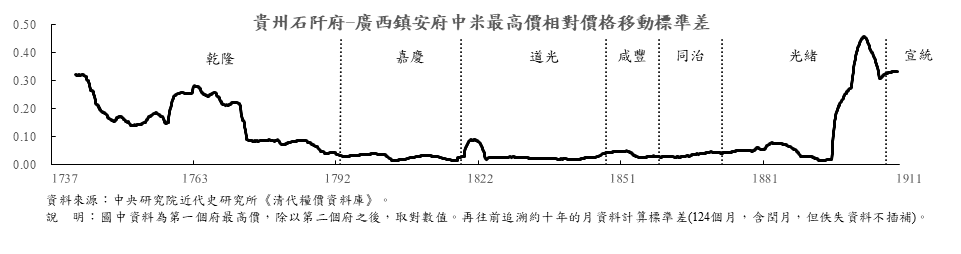 貴州石阡府-廣西鎮安府中米最高價相對價格移動標準差
0.50
0.40
0.30
0.20
0.10
0.00
乾隆 嘉慶 道光 咸豐 同治 光緒 宣統
1737 1763 1792 1822 1851 1881 1911
資料來源：中央研究院近代史研究所《清代糧價資料庫》。
說　明：圖中資料為第一個府最高價，除以第二個府之後，取對數值。再往前追溯約十年的月資料計算標準差(124個月，含閏月，但佚失資料不插補)。